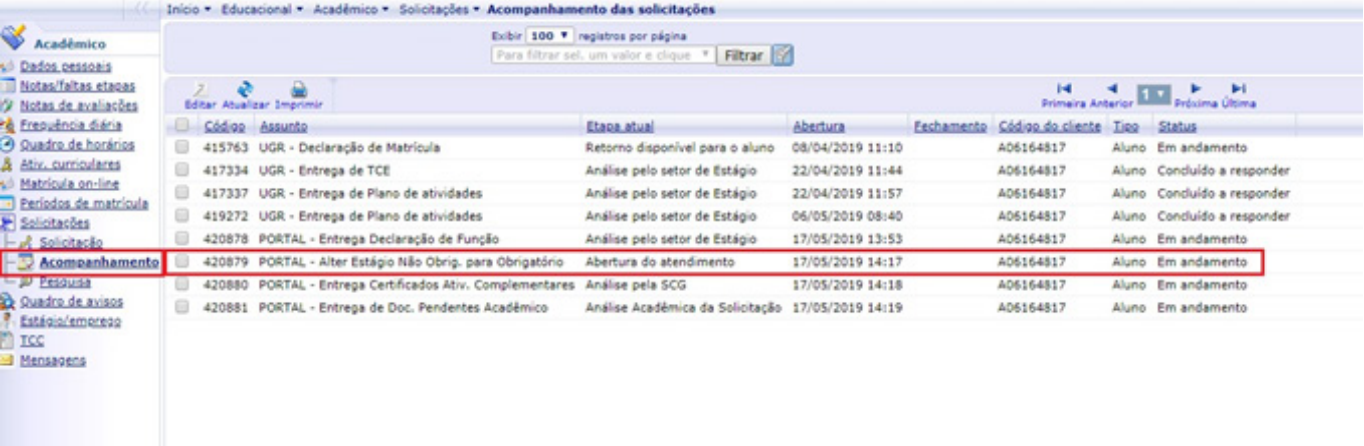 Início Educacional Acadêmico Solicitações Acompanhamento das solicitações
Exibir 100 registros por página
Para filtrar sel. um valor e clique Filtrar
Acadêmico
Dados pessoais
Notas/faltas etapas
Notas de avaliações
Frequência diária
Quadro de horários
Ativ. curriculares
Matrícula on-line
Períodos de matrícula
Solicitações
Solicitação
Acompanhamento
Pesquisa
Quadro de avisos
Estágio/emprego
TCC
Mensagens
Editar Atualizar Imprimir
Primeira Anterior 1 Próxima Última
Código Assunto Etapa atual Abertura Fechamento Código do cliente Tipo Status
415763 UGR - Declaração de Matrícula Retorno disponível para o aluno 08/04/2019 11:10 A06164817 Aluno Em andamento
417334 UGR - Entrega de TCE Análise pelo setor de Estágio 22/04/2019 11:44 A06164817 Aluno Concluído a responder
417337 UGR - Entrega de Plano de atividades Análise pelo setor de Estágio 22/04/2019 11:57 A06164817 Aluno Concluído a responder
419272 UGR - Entrega de Plano de atividades Análise pelo setor de Estágio 06/05/2019 08:40 A06164817 Aluno Concluído a responder
420878 PORTAL - Entrega Declaração de Função Análise pelo setor de Estágio 17/05/2019 13:53 A06164817 Aluno Em andamento
420879 PORTAL - Alter Estágio Não Obrig. para Obrigatório Abertura do atendimento 17/05/2019 14:17 A06164817 Aluno Em andamento
420880 PORTAL - Entrega Certificados Ativ. Complementares Análise pela SCG 17/05/2019 14:18 A06164817 Aluno Em andamento
420881 PORTAL - Entrega de Doc. Pendentes Acadêmico Análise Acadêmica da Solicitação 17/05/2019 14:19 A06164817 Aluno Em andamento